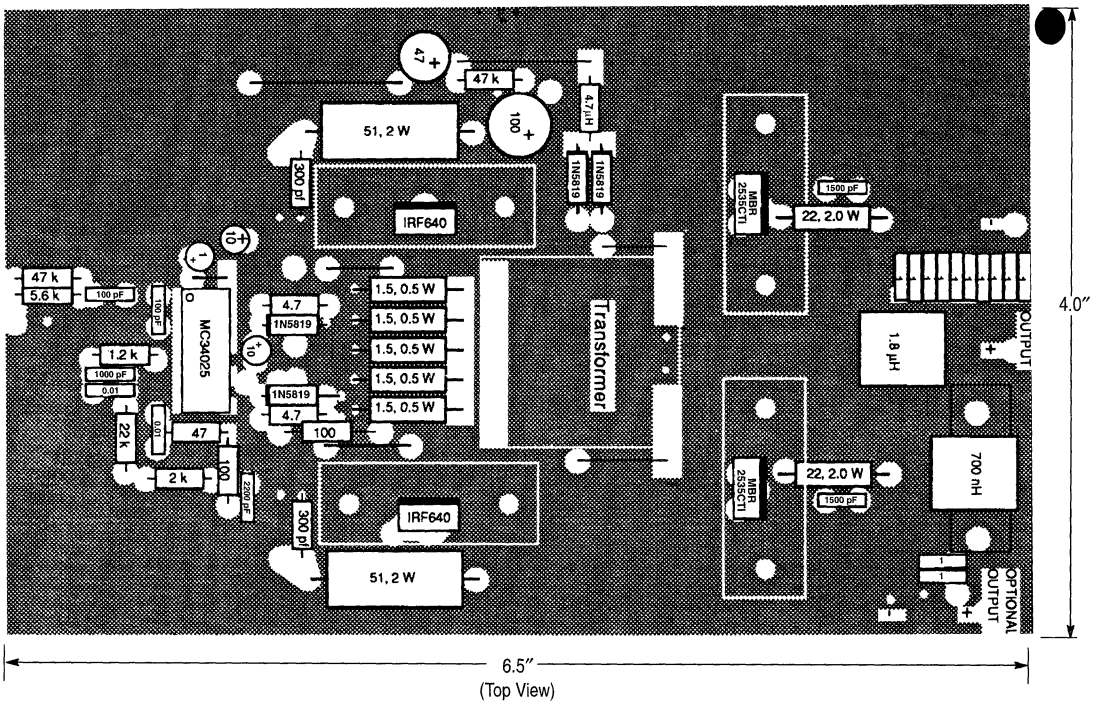 47
+
47 k
4.7 µH
51, 2 W
100
+
300 pf
1N5819
1N5819
IRF640
MBR
2535CTl
1500 pF
22, 2.0 W
-
10
+
1
+
47 k
5.6 k
100 pF
100 pF
MC34025
4.7
1N5819
10
+
1.5, 0.5 W
1.5, 0.5 W
1.5, 0.5 W
1.5, 0.5 W
1.5, 0.5 W
Transformer
1.8 µH
+
OUTPUT
4.0″
1.2 k
1000 pF
0.01
1N5819
4.7
100
22 k
0.01
47
100
2 k
2200 pF
300 pf
IRF640
51, 2 W
MBR
2535CTl
22, 2.0 W
1500 pF
700 nH
1
1
-
+
OPTIONAL
OUTPUT
6.5″
(Top View)